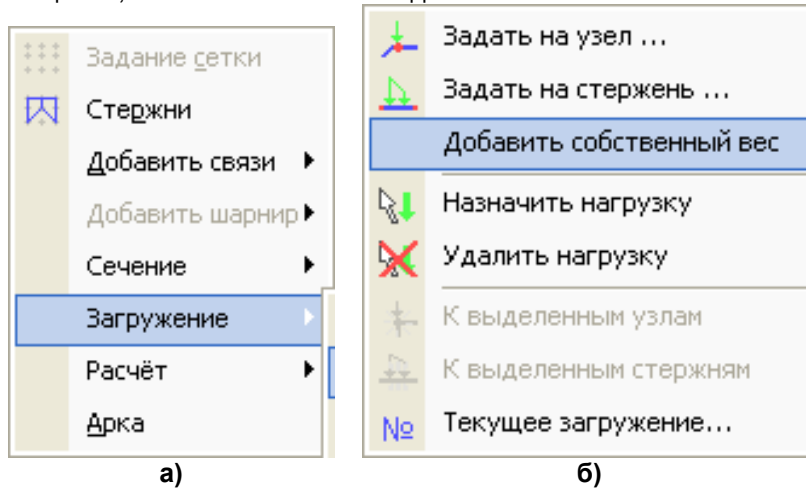 Задание сетки
Стержни
Добавить связи
Добавить шарнир
Сечение
Загружение
Расчёт
Арка
а)
Задать на узел ...
Задать на стержень ...
Добавить собственный вес
Назначить нагрузку
Удалить нагрузку
К выделенным узлам
К выделенным стержням
№ Текущее загружение...
б)